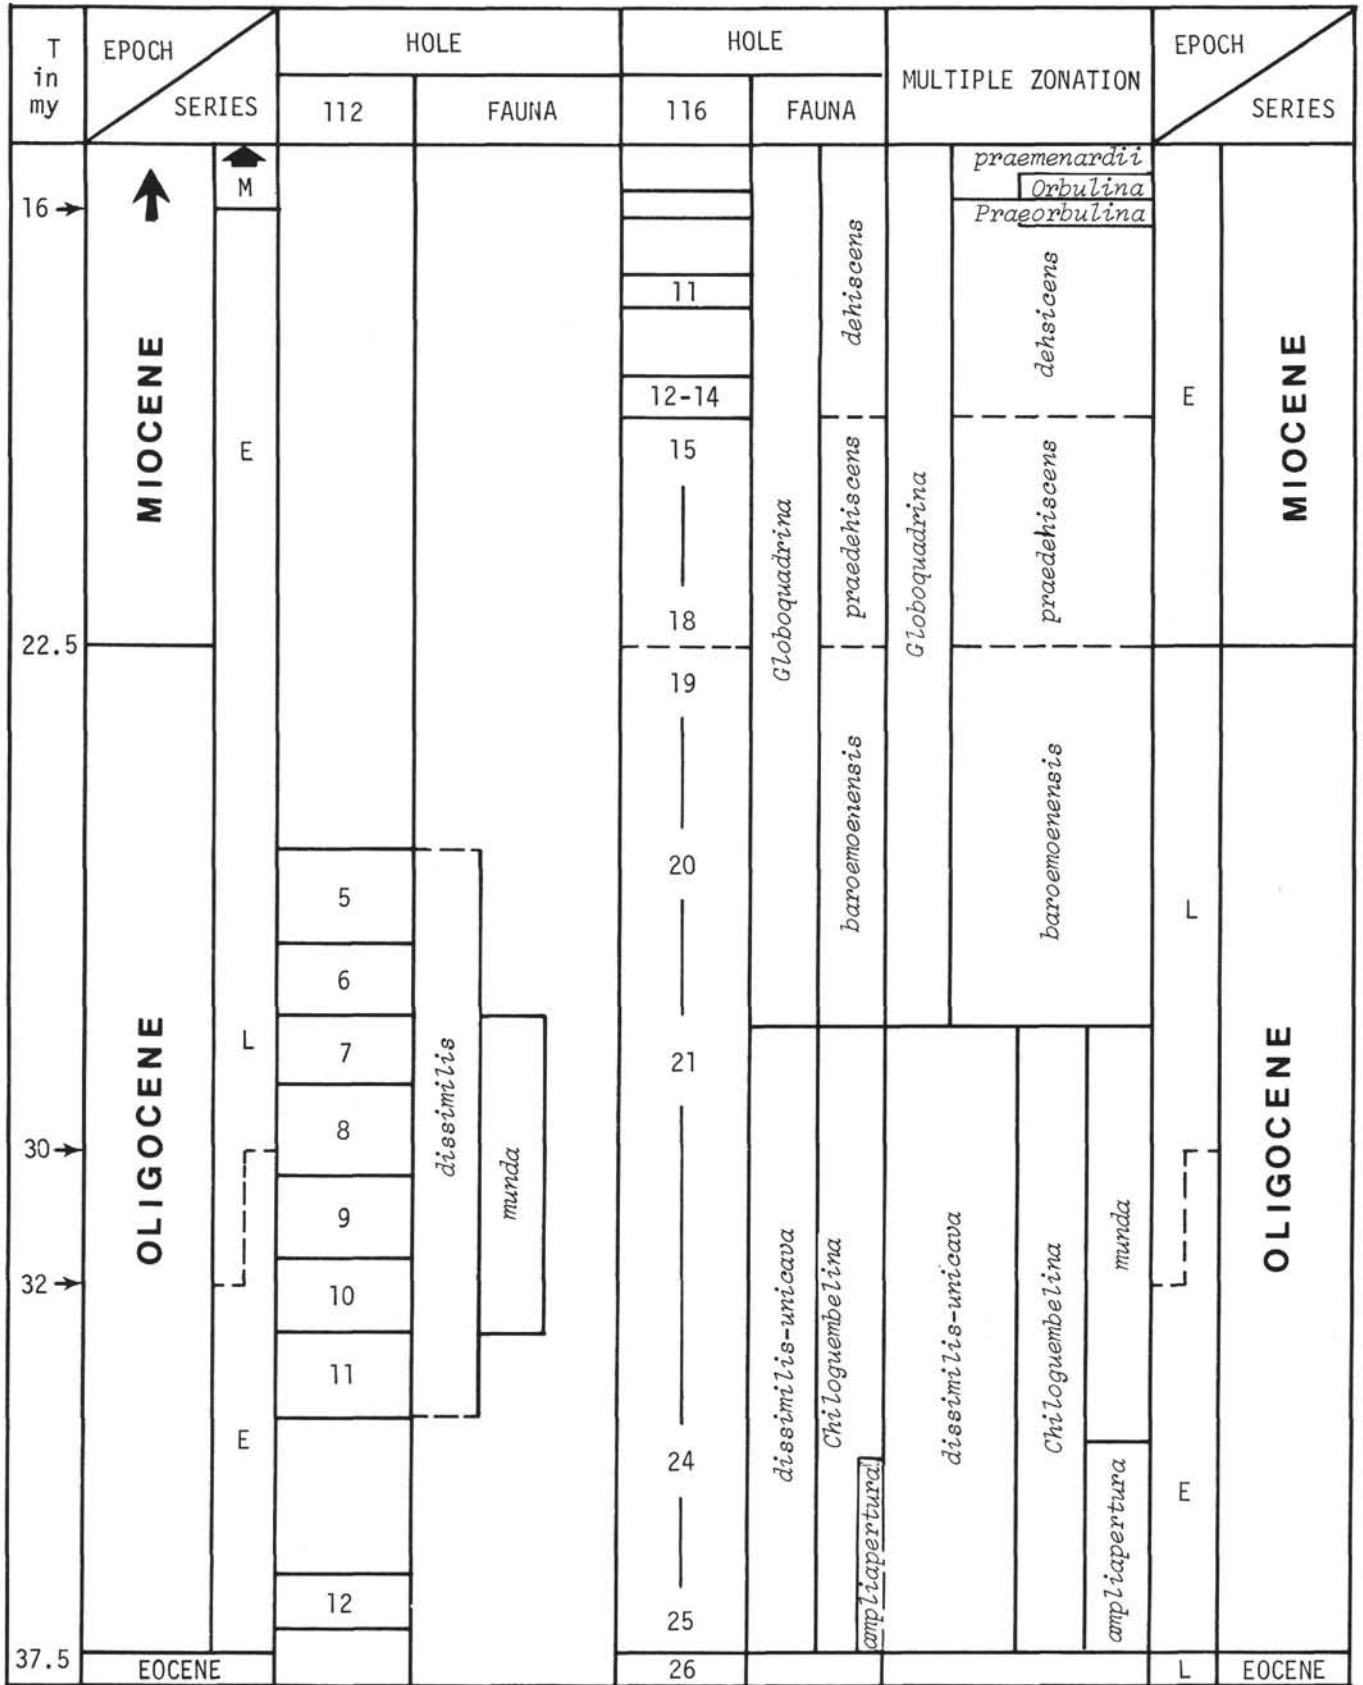 T
in
my
EPOCH
SERIES
HOLE
112
FAUNA
HOLE
116
FAUNA
MULTIPLE ZONATION
EPOCH
SERIES
16
22.5
30
32
37.5
MIOCENE
OLIGOCENE
EOCENE
M
E
L
E
5
6
7
8
9
10
11
12
dissimilis
munda
11
12-14
15
18
19
20
21
24
25
26
Globoquadrina
dehiscens
praedehiscens
baroemoenensis
dissimilis-unicava
Chiloguembelina
ampliapertura
Globoquadrina
praemenardii
Orbulina
Praeorbulina
dehsicens
praedehiscens
baroemoenensis
dissimilis-unicava
Chiloguembelina
munda
ampliapertura
E
L
E
L
MIOCENE
OLIGOCENE
EOCENE